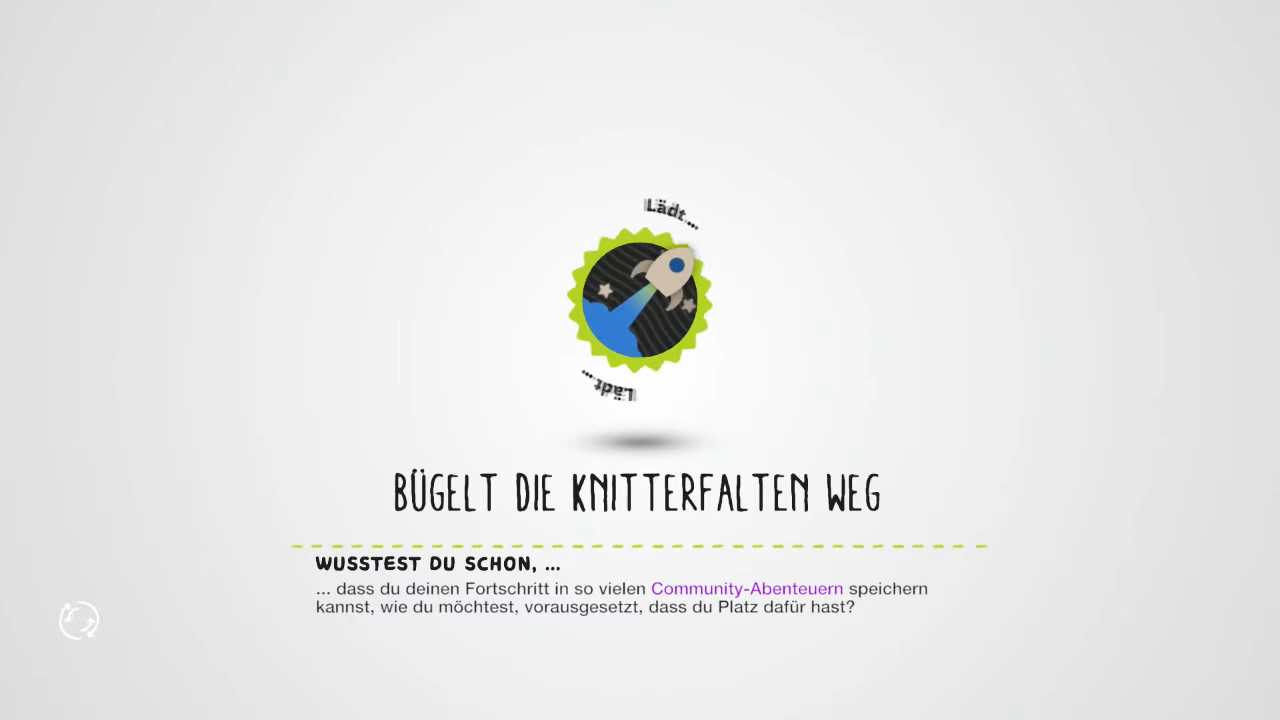 Lädt...
Lädt...
BÜGELT DIE KNITTERFALTEN WEG
WUSSTEST DU SCHON, ...
... dass du deinen Fortschritt in so vielen Community-Abenteuern speichern
kannst, wie du möchtest, vorausgesetzt, dass du Platz dafür hast?